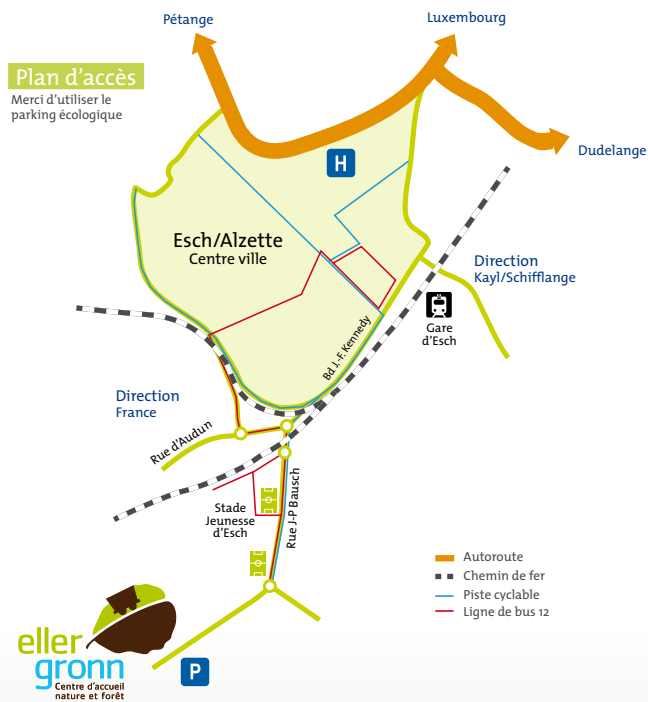 Pétange
Luxembourg
Plan d'accès
Merci d'utiliser le
parking écologique
Dudelange
H
Esch/Alzette
Centre ville
Direction
Kayl/Schifflange
Gare
d'Esch
Bd J.-F. Kennedy
Direction
France
Rue d'Audun
Stade
Jeunesse
d'Esch
Rue J-P Bausch
Autoroute
Chemin de fer
Piste cyclable
Ligne de bus 12
eller
gronn
Centre d'accueil
nature et forêt
P